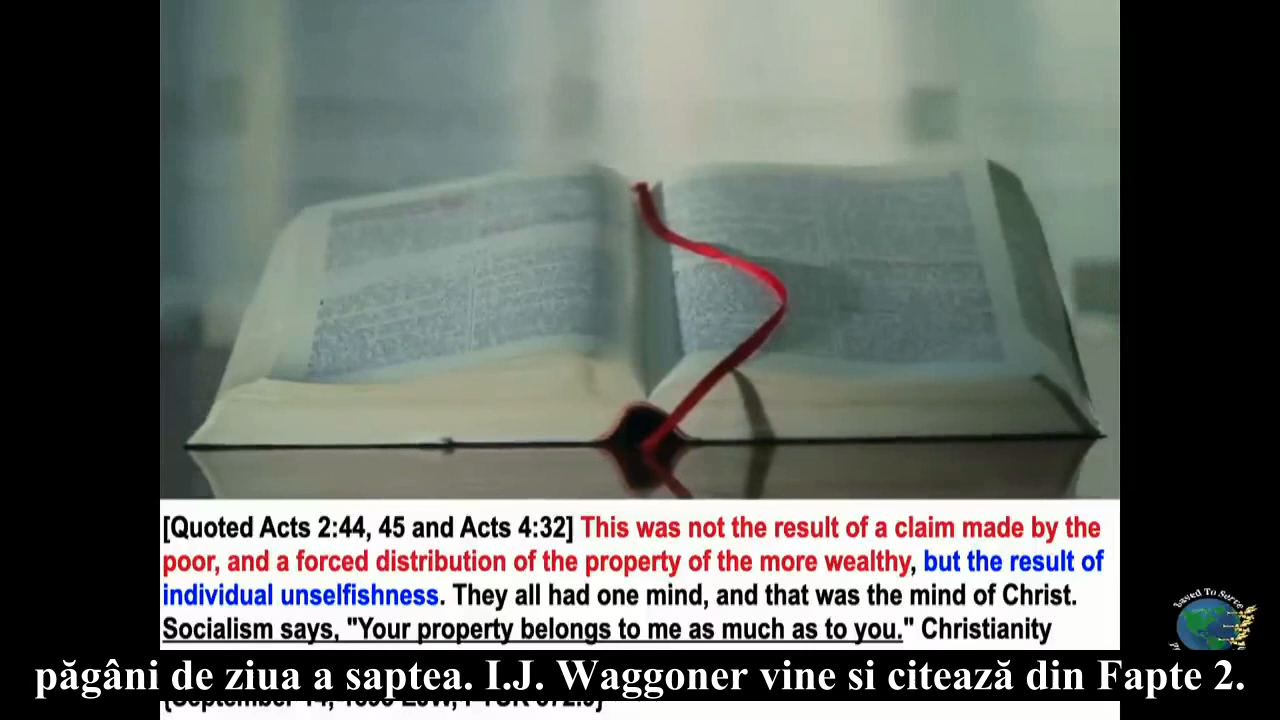 [Quoted Acts 2:44, 45 and Acts 4:32] This was not the result of a claim made by the
poor, and a forced distribution of the property of the more wealthy, but the result of
individual unselfishness. They all had one mind, and that was the mind of Christ.
Socialism says, "Your property belongs to me as much as to you." Christianity
păgâni de ziua a saptea. I.J. Waggoner vine si citează din Fapte 2.